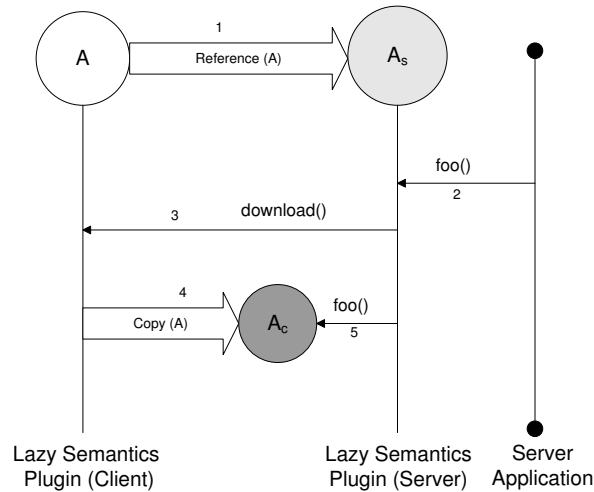 1
A
Reference (A)
As
foo()
2
3
download()
4
Copy (A)
Ac
foo()
5
Lazy Semantics
Plugin (Client)
Lazy Semantics
Plugin (Server)
Server
Application